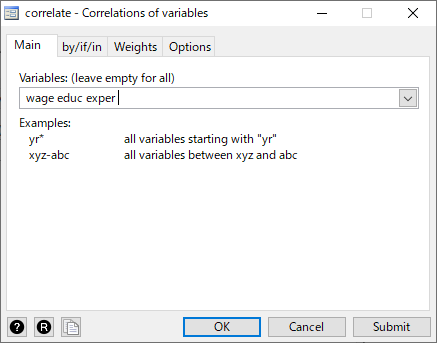 correlate - Correlations of variables
Main by/if/in Weights Options
Variables: (leave empty for all)
wage educ exper
Examples:
yr* all variables starting with "yr"
xyz-abc all variables between xyz and abc
? R OK Cancel Submit